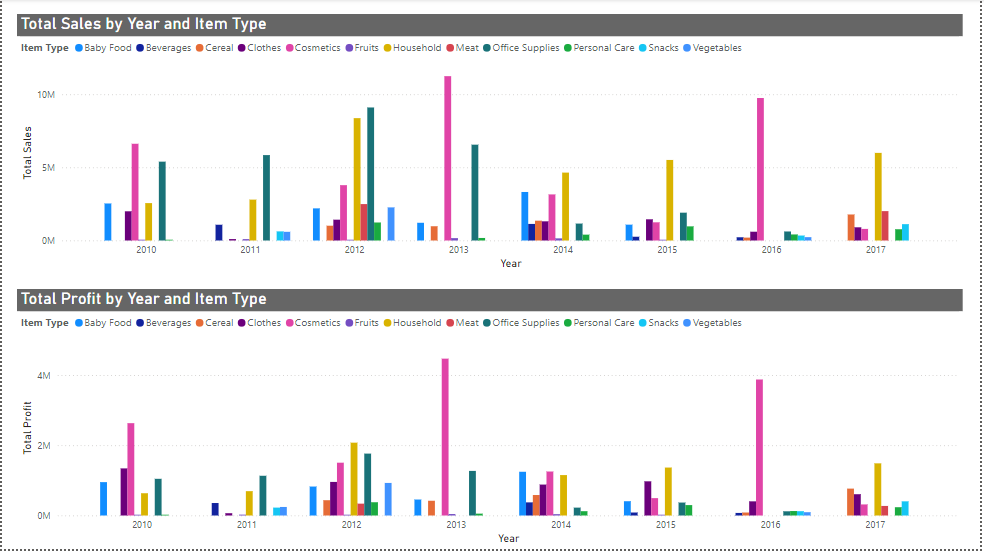 Total Sales by Year and Item Type
Item Type Baby Food Beverages Cereal Clothes Cosmetics Fruits Household Meat Office Supplies Personal Care Snacks Vegetables
10M
5M
0M
Total Sales
2010 2011 2012 2013 2014 2015 2016 2017
Year
Total Profit by Year and Item Type
Item Type Baby Food Beverages Cereal Clothes Cosmetics Fruits Household Meat Office Supplies Personal Care Snacks Vegetables
4M
2M
0M
Total Profit
2010 2011 2012 2013 2014 2015 2016 2017
Year